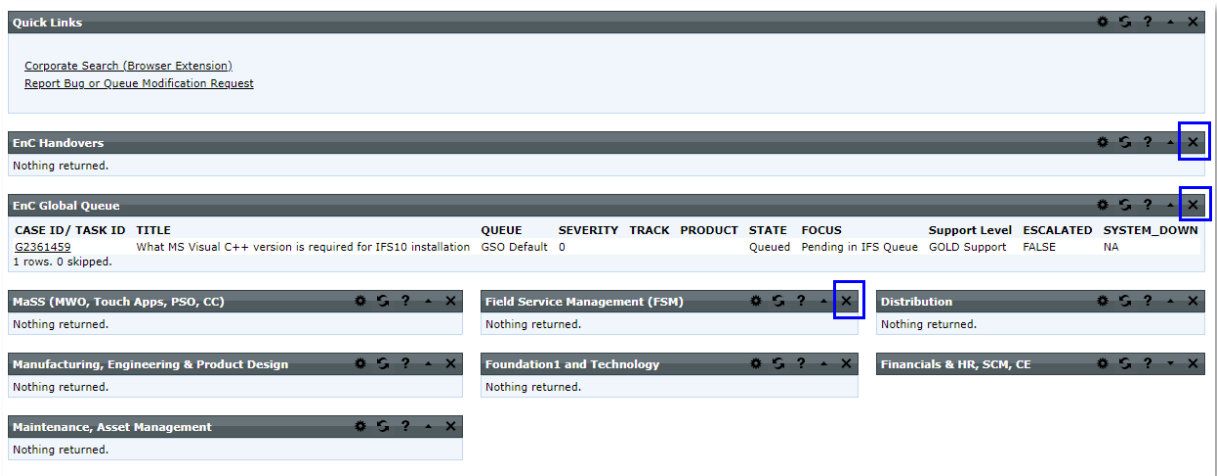 Quick Links
Corporate Search (Browser Extension)
Report Bug or Queue Modification Request
EnC Handovers
Nothing returned.
EnC Global Queue
CASE ID/ TASK ID TITLE QUEUE SEVERITY TRACK PRODUCT STATE FOCUS Support Level ESCALATED SYSTEM_DOWN
G2361459 What MS Visual C++ version is required for IFS10 installation GSO Default 0 Queued Pending in IFS Queue GOLD Support FALSE NA
1 rows. 0 skipped.
MaSS (MWO, Touch Apps, PSO, CC)
Nothing returned.
Field Service Management (FSM)
Nothing returned.
Distribution
Nothing returned.
Manufacturing, Engineering & Product Design
Nothing returned.
Foundation1 and Technology
Nothing returned.
Financials & HR, SCM, CE
Maintenance, Asset Management
Nothing returned.